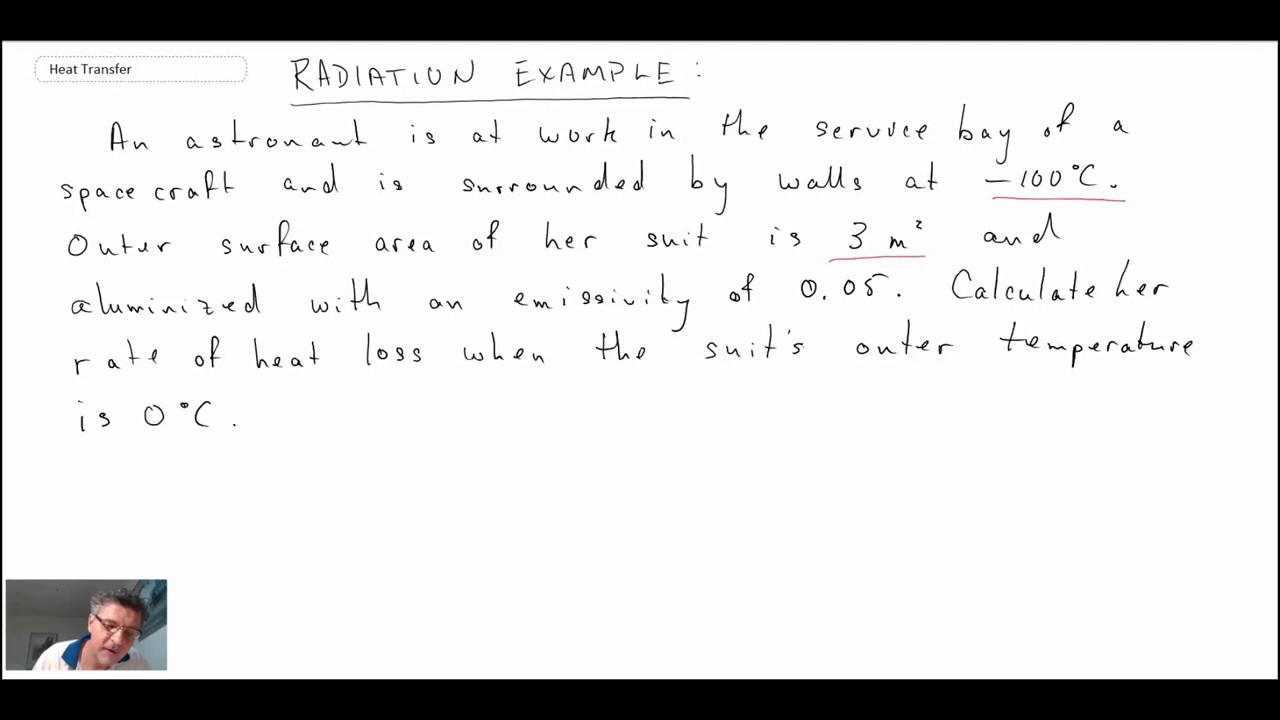 Heat Transfer
RADIATION EXAMPLE:
An astronaut is at work in the service bay of a
space craft and is surrounded by walls at -100°C.
Outer surface area of her suit is 3 m² and
aluminized with an emissivity of 0.05. Calculate her
rate of heat loss when the suit's outer temperature
is 0°C.